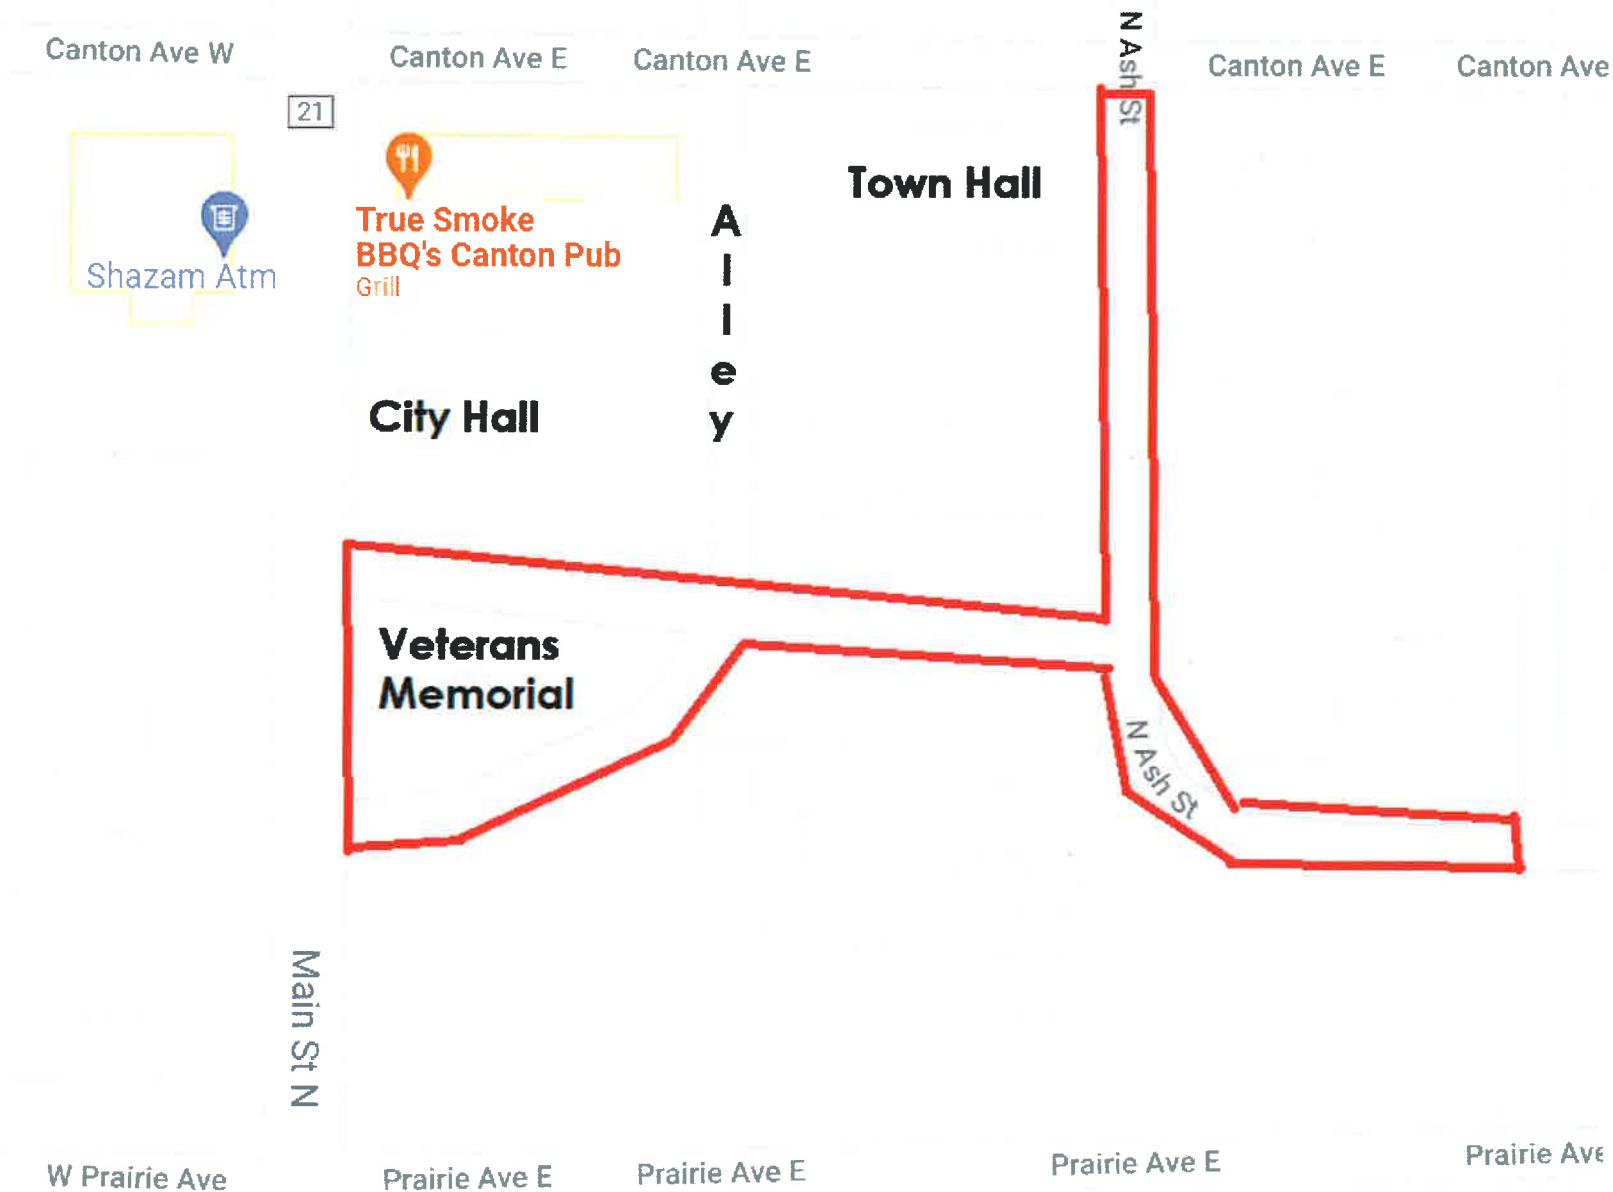 Canton Ave W
Canton Ave E
Canton Ave E
N Ash St
Canton Ave E
Canton Ave
21
Shazam Atm
True Smoke
BBQ's Canton Pub
Grill
Alley
Town Hall
City Hall
Veterans
Memorial
N Ash St
Main St N
W Prairie Ave
Prairie Ave E
Prairie Ave E
Prairie Ave E
Prairie Ave